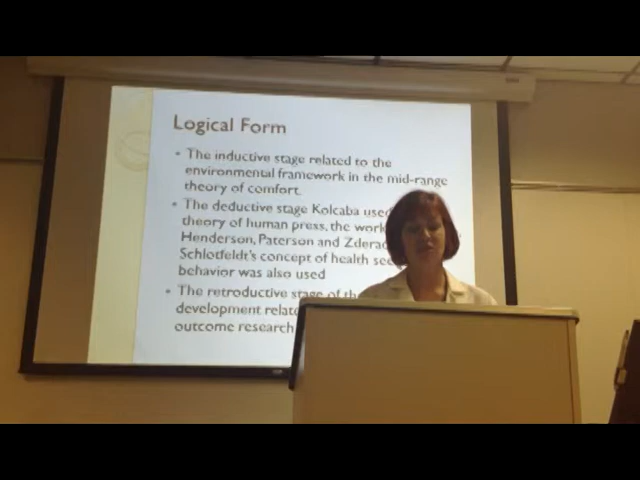 Logical Form
• The inductive stage related to the
environmental framework in the mid-range
theory of comfort.
• The deductive stage Kolcaba used
theory of human press, the work
Henderson, Paterson and Zderad
Schlotfeldt's concept of health see
behavior was also used
• The retroductive stage of the
development relate
outcome research